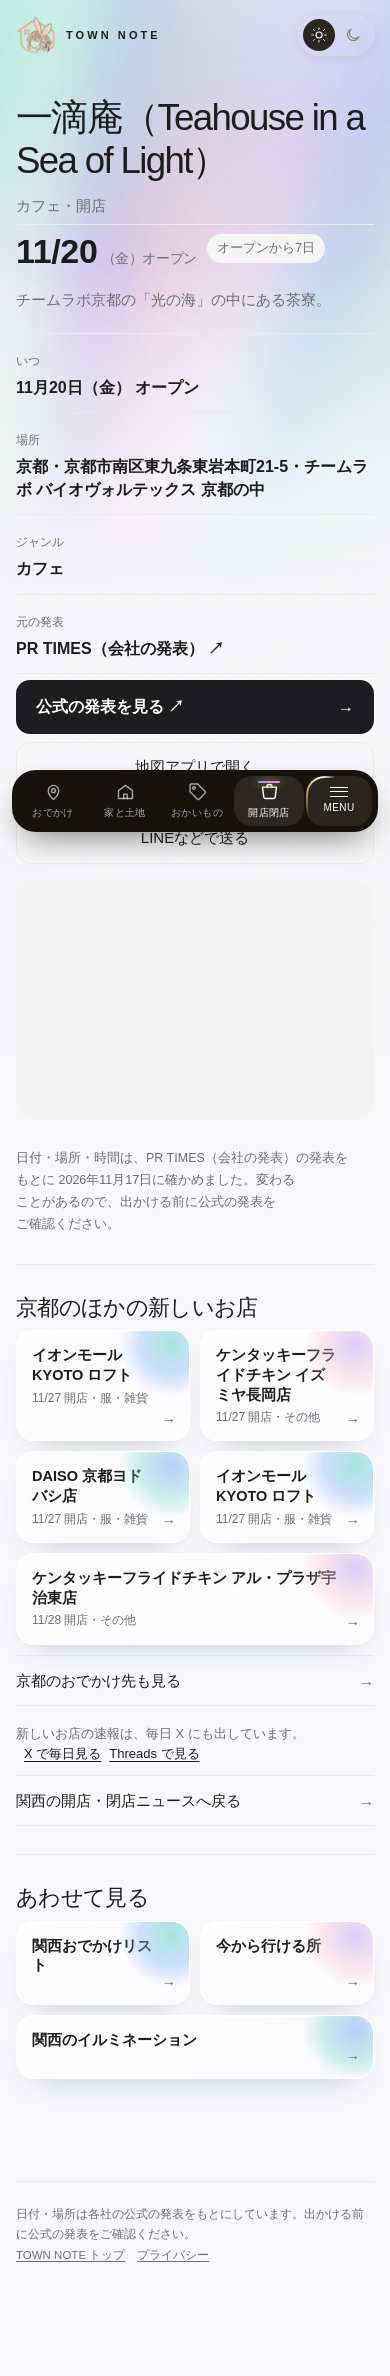 TOWN NOTE
一滴庵（Teahouse in a
Sea of Light）
カフェ・開店
11/20 （金）オープン オープンから7日
チームラボ京都の「光の海」の中にある茶寮。
いつ
11月20日（金） オープン
場所
京都・京都市南区東九条東岩本町21-5・チームラ
ボ バイオヴォルテックス 京都の中
ジャンル
カフェ
元の発表
PR TIMES（会社の発表） ↗
公式の発表を見る ↗ →
地図アプリで開く
おでかけ 家と土地 おかいもの 開店閉店 MENU
LINEなどで送る
日付・場所・時間は、PR TIMES（会社の発表）の発表を
もとに 2026年11月17日に確かめました。変わる
ことがあるので、出かける前に公式の発表を
ご確認ください。
京都のほかの新しいお店
イオンモール
KYOTO ロフト
11/27 開店・服・雑貨
→
ケンタッキーフラ
イドチキン イズ
ミヤ長岡店
11/27 開店・その他 →
DAISO 京都ヨド
バシ店
11/27 開店・服・雑貨 →
イオンモール
KYOTO ロフト
11/27 開店・服・雑貨 →
ケンタッキーフライドチキン アル・プラザ宇
治東店
11/28 開店・その他 →
京都のおでかけ先も見る →
新しいお店の速報は、毎日 X にも出しています。
X で毎日見る Threads で見る
関西の開店・閉店ニュースへ戻る →
あわせて見る
関西おでかけリス
ト
→
今から行ける所
→
関西のイルミネーション
→
日付・場所は各社の公式の発表をもとにしています。出かける前
に公式の発表をご確認ください。
TOWN NOTE トップ プライバシー